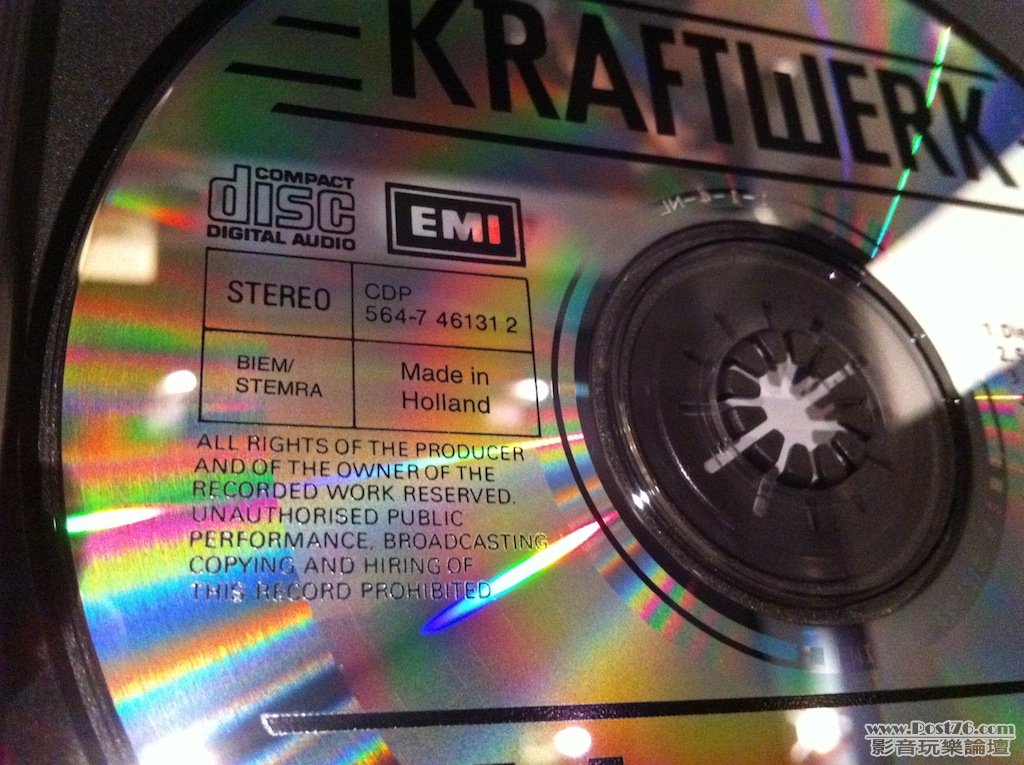 KRAFTWERK
COMPACT
disc
DIGITAL AUDIO
EMI
STEREO
CDP
564-7 46131 2
BIEM/
STEMRA
Made in
Holland
ALL RIGHTS OF THE PRODUCER
AND OF THE OWNER OF THE
RECORDED WORK RESERVED.
UNAUTHORISED PUBLIC
PERFORMANCE, BROADCASTING
COPYING AND HIRING OF
THIS RECORD PROHIBITED
1
2
www.Post76.com
影音玩樂論壇